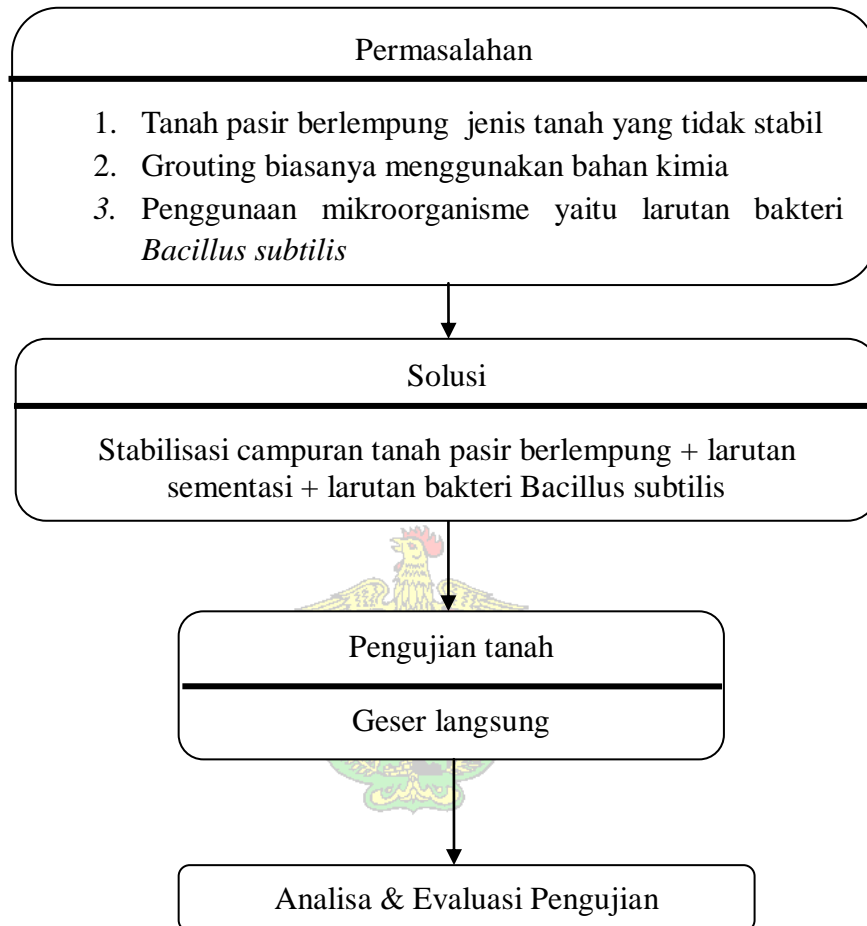 Permasalahan
1. Tanah pasir berlempung jenis tanah yang tidak stabil
2. Grouting biasanya menggunakan bahan kimia
3. Penggunaan mikroorganisme yaitu larutan bakteri
Bacillus subtilis
Solusi
Stabilisasi campuran tanah pasir berlempung + larutan
sementasi + larutan bakteri Bacillus subtilis
Pengujian tanah
Geser langsung
Analisa & Evaluasi Pengujian